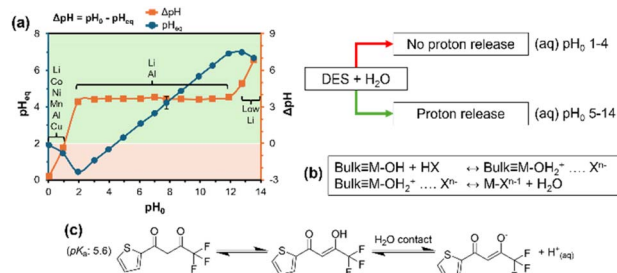 (a)
ΔpH = pH0 - pHeq
ΔpH
pHeq
8
6
4
2
0
pHeq
9
6
3
0
-3
ΔpH
0
2
4
6
8
10
12
14
pH0
Li
Co
Ni
Mn
Al
Cu
Li
Al
Low
Li
DES + H2O
No proton release
(aq) pH0 1-4
Proton release
(aq) pH0 5-14
(b)
Bulk≡M-OH + HX ↔ Bulk≡M-OH2+ .... Xn-
Bulk≡M-OH2+ .... Xn- ↔ M-Xn-1 + H2O
(c)
(pKa: 5.6)
S
O
O
F
F
F
S
O
OH
F
F
F
H2O contact
S
O
O-
F
F
F
+ H+(aq)